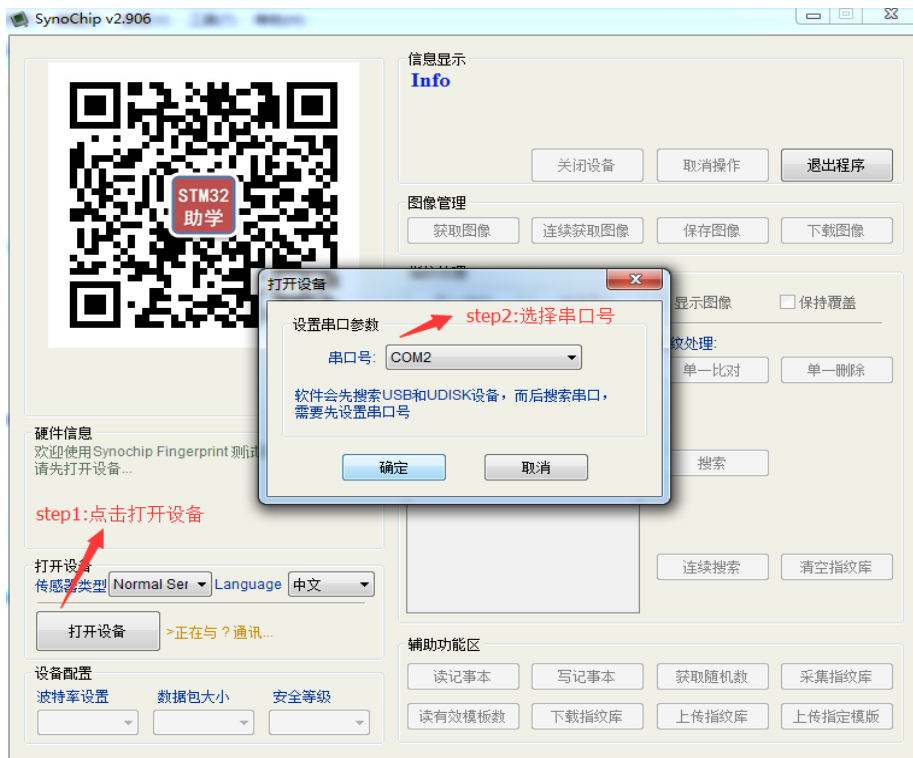 SynoChip v2.906
STM32
助学
信息显示
Info
关闭设备
取消操作
退出程序
图像管理
获取图像
连续获取图像
保存图像
下载图像
显示图像
保持覆盖
纹处理:
单一比对
单一删除
搜索
连续搜索
清空指纹库
打开设备
设置串口参数
step2:选择串口号
串口号:
COM2
软件会先搜索USB和UDISK设备，而后搜索串口，
需要先设置串口号
确定
取消
硬件信息
欢迎使用Synochip Fingerprint 测试
请先打开设备...
step1:点击打开设备
打开设备
传感器类型
Normal Ser
Language
中文
打开设备
>正在与 ? 通讯...
设备配置
波特率设置
数据包大小
安全等级
辅助功能区
读记事本
写记事本
获取随机数
采集指纹库
读有效模板数
下载指纹库
上传指纹库
上传指定模版